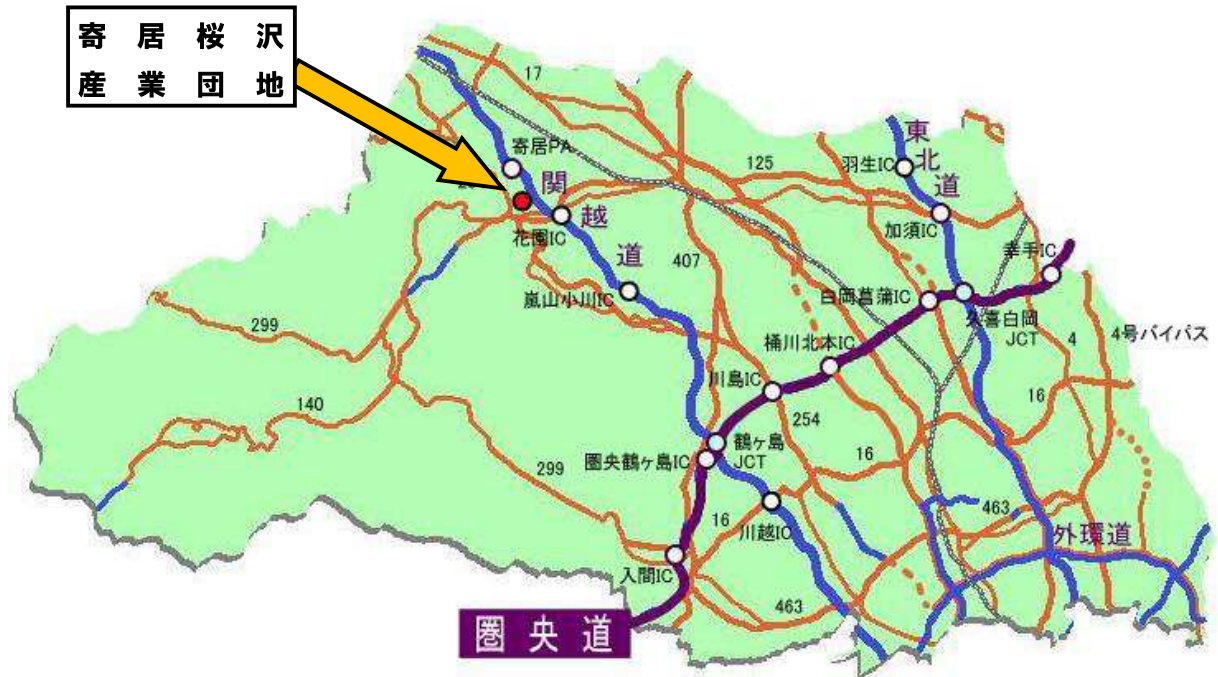 寄居桜沢
産業団地
17
東北道
寄居PA
125
羽生IC
関越道
花園IC
加須IC
407
幸手IC
嵐山小川IC
白岡菖蒲IC
299
久喜白岡
JCT
4
4号バイパス
桶川北本IC
川島IC
16
140
254
鶴ヶ島
JCT
圏央鶴ヶ島IC
16
299
16
川越IC
463
外環道
入間IC
463
圏央道